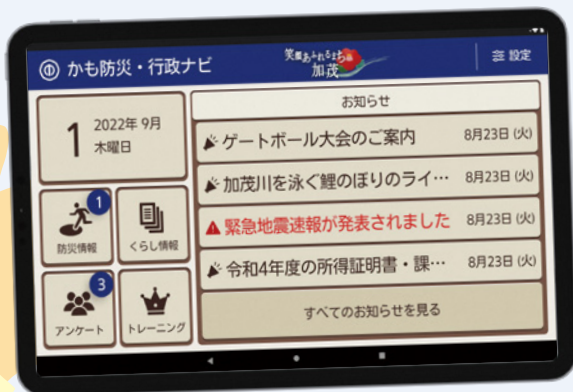 かも防災・行政ナビ
笑顔あふれるまち
加茂
設定
1
2022年 9月
木曜日
1
防災情報
くらし情報
3
アンケート
トレーニング
お知らせ
ゲートボール大会のご案内 8月23日 (火)
加茂川を泳ぐ鯉のぼりのライ… 8月23日 (火)
緊急地震速報が発表されました 8月23日 (火)
令和4年度の所得証明書・課… 8月23日 (火)
すべてのお知らせを見る